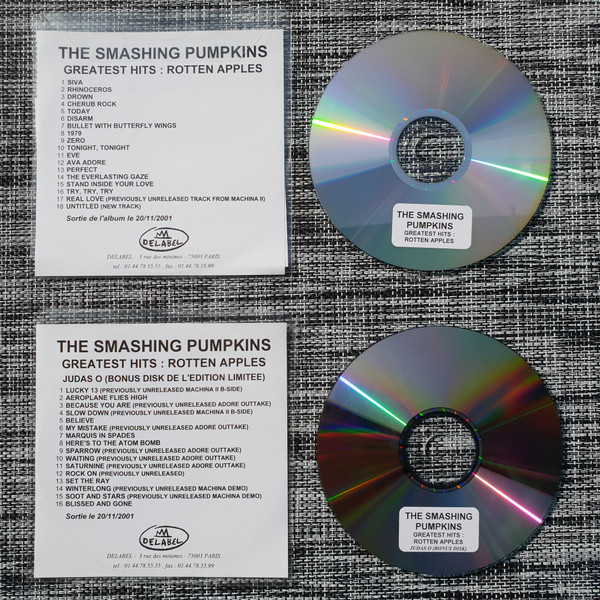 THE SMASHING PUMPKINS
GREATEST HITS : ROTTEN APPLES
1 SIVA
2 RHINOCEROS
3 DROWN
4 CHERUB ROCK
5 TODAY
6 DISARM
7 BULLET WITH BUTTERFLY WINGS
8 1979
9 ZERO
10 TONIGHT, TONIGHT
11 EVE
12 AVA ADORE
13 PERFECT
14 THE EVERLASTING GAZE
15 STAND INSIDE YOUR LOVE
16 TRY, TRY, TRY
17 REAL LOVE (PREVIOUSLY UNRELEASED TRACK FROM MACHINA II)
18 UNTITLED (NEW TRACK)
Sortie de l'album le 20/11/2001
DELABEL
DELABEL - 3 rue des minimes - 75003 PARIS
tel : 01.44.78.55.55 , fax : 01.44.78.55.99
THE SMASHING
PUMPKINS
GREATEST HITS :
ROTTEN APPLES
THE SMASHING PUMPKINS
GREATEST HITS : ROTTEN APPLES
JUDAS O (BONUS DISK DE L'EDITION LIMITEE)
1 LUCKY 13 (PREVIOUSLY UNRELEASED MACHINA II B-SIDE)
2 AEROPLANE FLIES HIGH
3 BECAUSE YOU ARE (PREVIOUSLY UNRELEASED ADORE OUTTAKE)
4 SLOW DOWN (PREVIOUSLY UNRELEASED MACHINA II B-SIDE)
5 BELIEVE
6 MY MISTAKE (PREVIOUSLY UNRELEASED ADORE OUTTAKE)
7 MARQUIS IN SPADES
8 HERE'S TO THE ATOM BOMB
9 SPARROW (PREVIOUSLY UNRELEASED ADORE OUTTAKE)
10 WAITING (PREVIOUSLY UNRELEASED ADORE OUTTAKE)
11 SATURNINE (PREVIOUSLY UNRELEASED ADORE OUTTAKE)
12 ROCK ON (PREVIOUSLY UNRELEASED)
13 SET THE RAY
14 WINTERLONG (PREVIOUSLY UNRELEASED MACHINA DEMO)
15 SOOT AND STARS (PREVIOUSLY UNRELEASED MACHINA DEMO)
16 BLISSED AND GONE
Sortie le 20/11/2001
DELABEL
DELABEL - 3 rue des minimes - 75003 PARIS
tel : 01.44.78.55.55 , fax : 01.44.78.55.99
THE SMASHING
PUMPKINS
GREATEST HITS :
ROTTEN APPLES
JUDAS O (BONUS DISK)